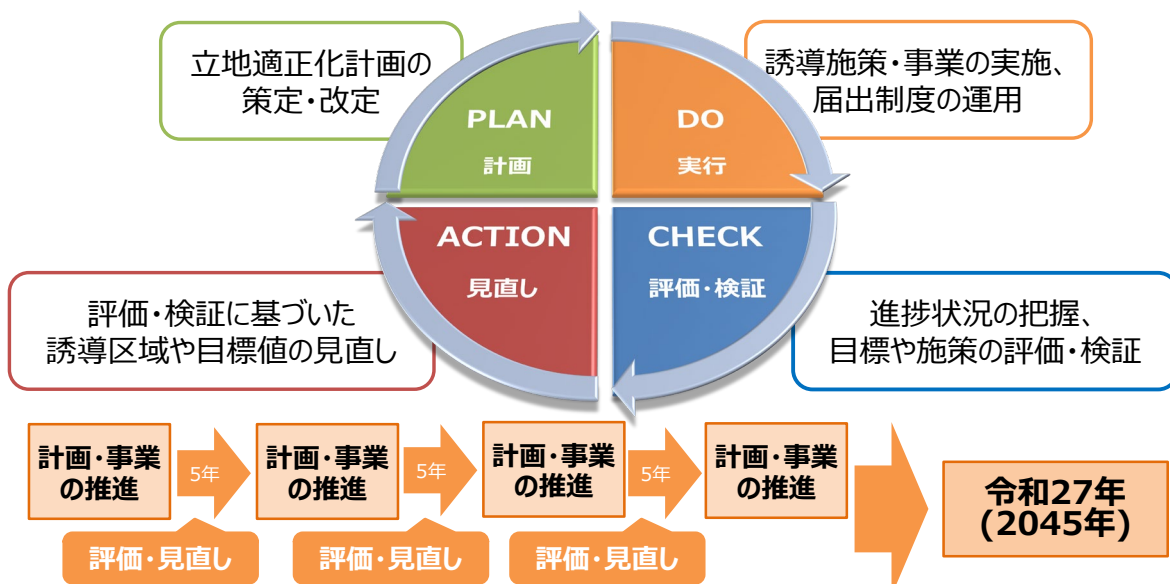 立地適正化計画の
策定・改定
PLAN
計画
DO
実行
誘導施策・事業の実施、
届出制度の運用
ACTION
見直し
CHECK
評価・検証
評価・検証に基づいた
誘導区域や目標値の見直し
進捗状況の把握、
目標や施策の評価・検証
計画・事業
の推進
5年
計画・事業
の推進
5年
計画・事業
の推進
5年
計画・事業
の推進
令和27年
(2045年)
評価・見直し
評価・見直し
評価・見直し